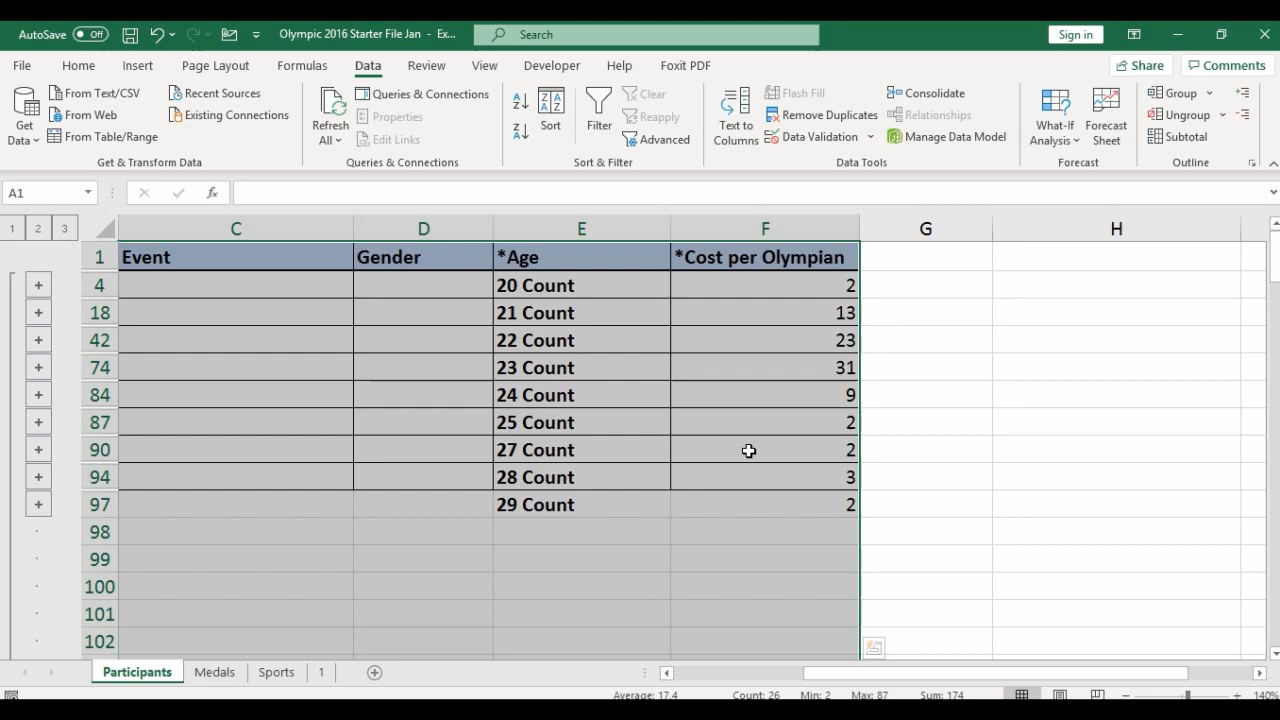 AutoSave Off Olympic 2016 Starter File Jan - Ex... Search Sign in
File Home Insert Page Layout Formulas Data Review View Developer Help Foxit PDF Share Comments
Get Data From Text/CSV From Web From Table/Range Recent Sources Existing Connections
Refresh All Queries & Connections Properties Edit Links
Sort Filter Clear Reapply Advanced
Text to Columns Flash Fill Remove Duplicates Data Validation Consolidate Relationships Manage Data Model
What-If Analysis Forecast Sheet Group Ungroup Subtotal
Get & Transform Data Queries & Connections Sort & Filter Data Tools Forecast Outline
A1 fx
1 2 3 C D E F G H
1 Event Gender *Age *Cost per Olympian
4 20 Count 2
18 21 Count 13
42 22 Count 23
74 23 Count 31
84 24 Count 9
87 25 Count 2
90 27 Count 2
94 28 Count 3
97 29 Count 2
98
99
100
101
102
Participants Medals Sports 1
Average: 17.4 Count: 26 Min: 2 Max: 87 Sum: 174 140%